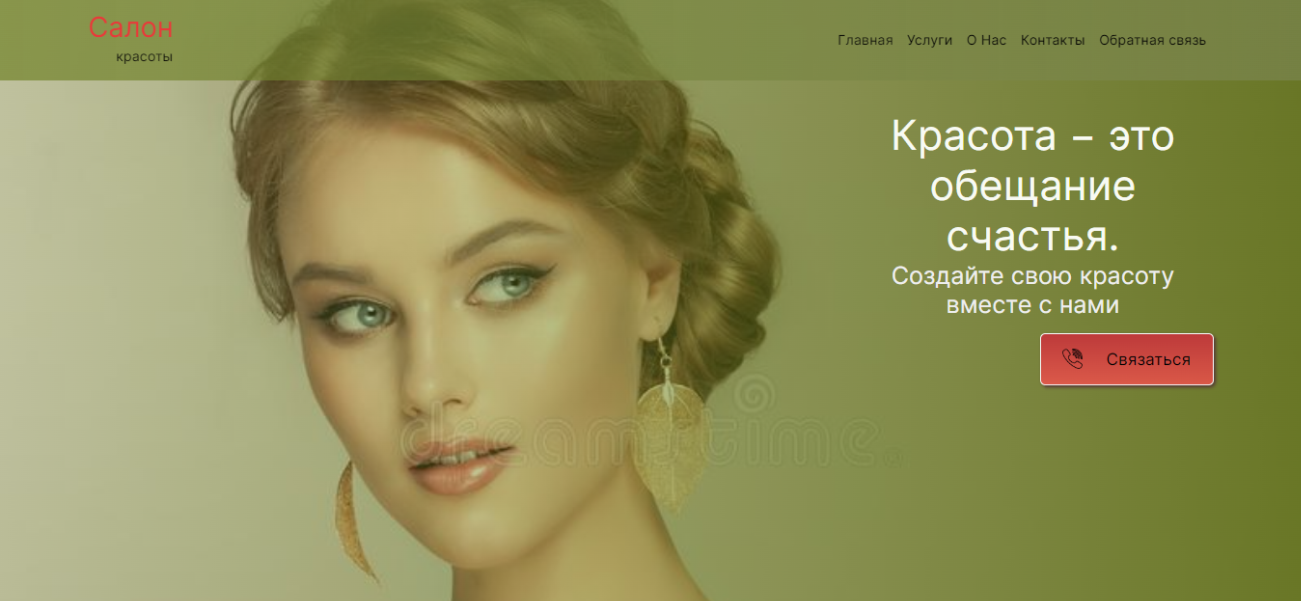 Салон
красоты
Главная Услуги О Нас Контакты Обратная связь
Красота – это
обещание
счастья.
Создайте свою красоту
вместе с нами
Связаться
dreamstime